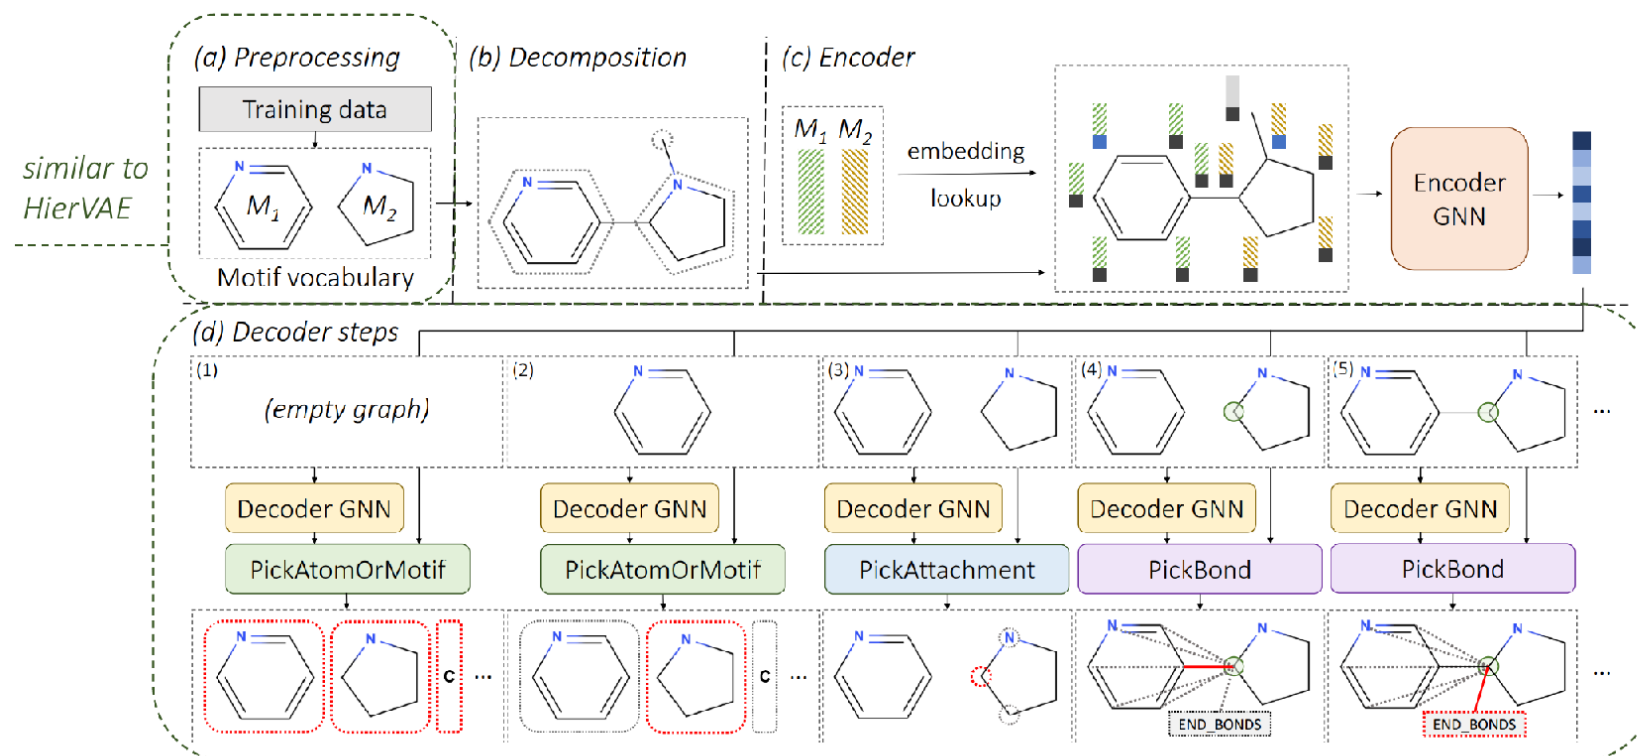 (a) Preprocessing
(b) Decomposition
(c) Encoder
similar to
HierVAE
Training data
N
N
M1
M2
Motif vocabulary
N
N
M1 M2
embedding
lookup
Encoder
GNN
(d) Decoder steps
(1)
(empty graph)
(2)
N
(3)
N
N
(4)
N
N
(5)
N
N
...
Decoder GNN
Decoder GNN
Decoder GNN
Decoder GNN
Decoder GNN
PickAtomOrMotif
PickAtomOrMotif
PickAttachment
PickBond
PickBond
N
N
C
...
N
N
C
...
N
N
N
N
END_BONDS
N
N
END_BONDS
...